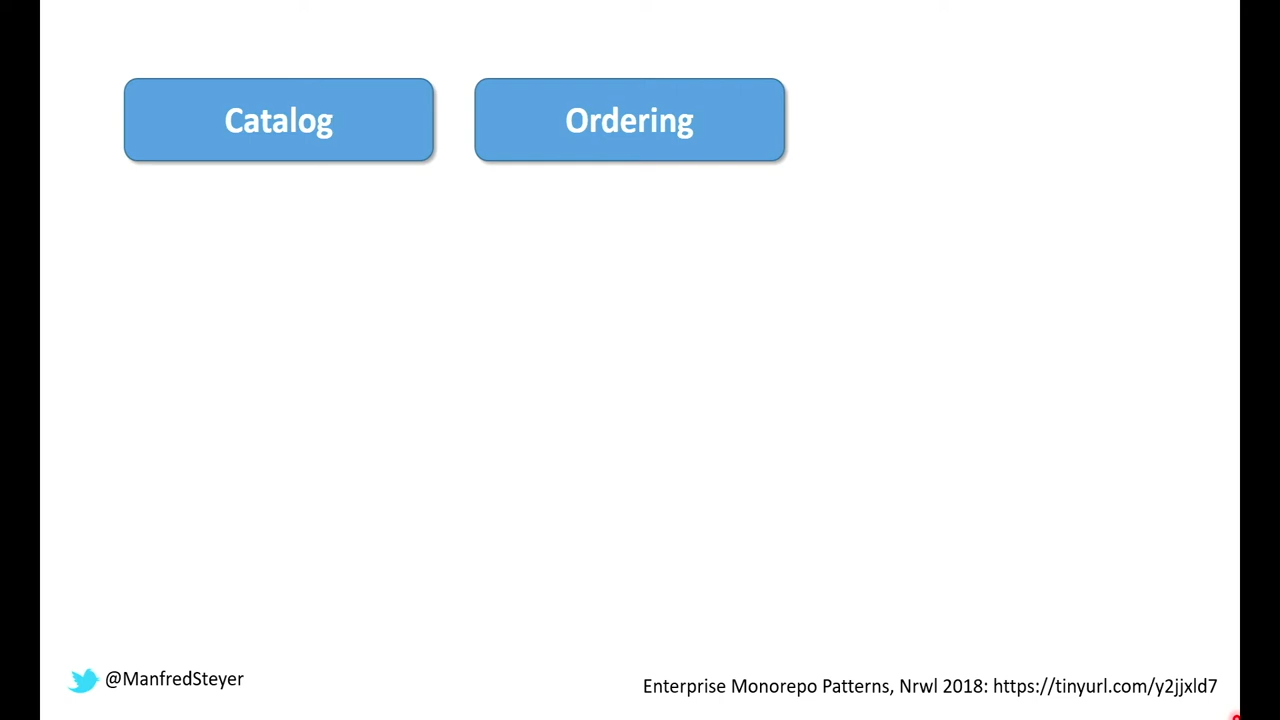 Catalog
Ordering
@ManfredSteyer
Enterprise Monorepo Patterns, Nrwl 2018: https://tinyurl.com/y2jjxld7